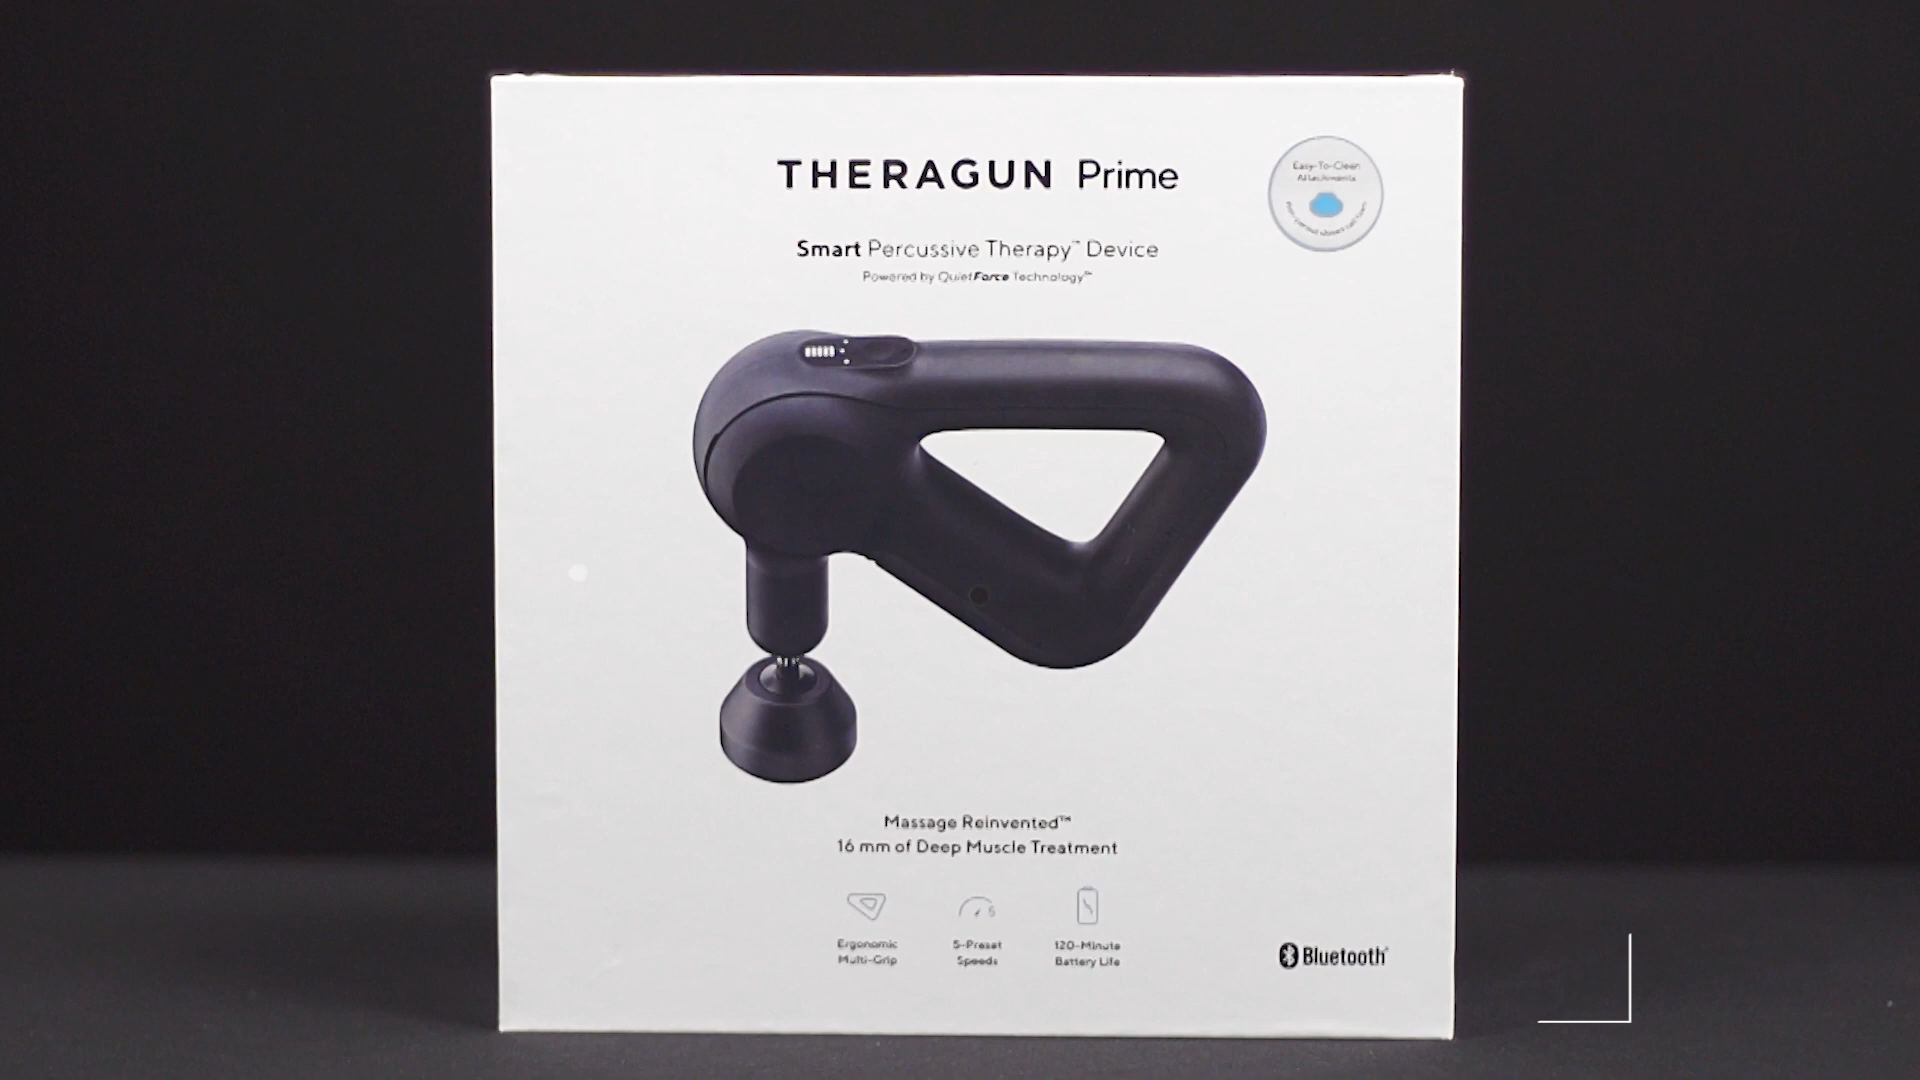 THERAGUN Prime
Easy-To-Clean
Attachments
Smart Percussive Therapy™ Device
Powered by QuietForce Technology™
Massage Reinvented™
16 mm of Deep Muscle Treatment
5
Ergonomic
Multi-Grip
5-Preset
Speeds
120-Minute
Battery Life
Bluetooth®